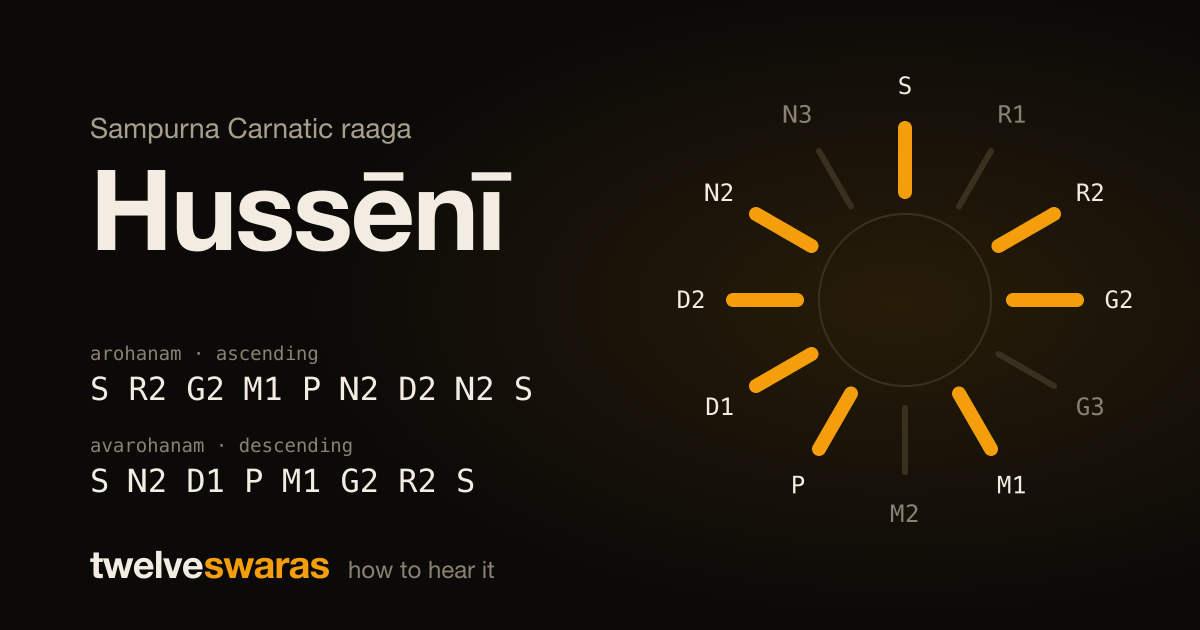 Sampurna Carnatic raaga
Hussēnī
arohanam · ascending
S R2 G2 M1 P N2 D2 N2 S
avarohanam · descending
S N2 D1 P M1 G2 R2 S
twelveswaras how to hear it
S
N3 R1
N2 R2
D2 G2
D1 G3
P M1
M2